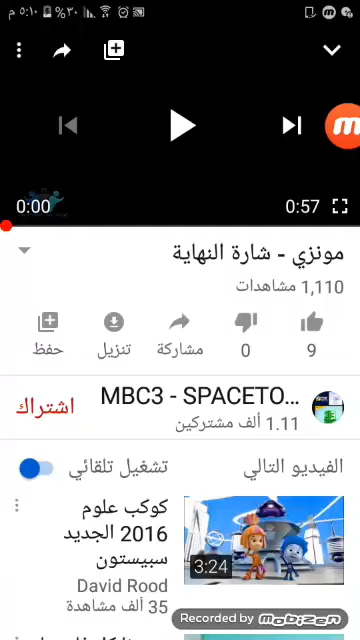 ٥:١٠ م
٣٠%
0:00
0:57
مونزي - شارة النهاية
1,110 مشاهدات
9
0
مشاركة
تنزيل
حفظ
MBC3 - SPACETO...
1.11 ألف مشتركين
اشتراك
الفيديو التالي
تشغيل تلقائي
كوكب علوم
2016 الجديد
سبيستون
David Rood
35 ألف مشاهدة
3:24
Recorded by mobizen